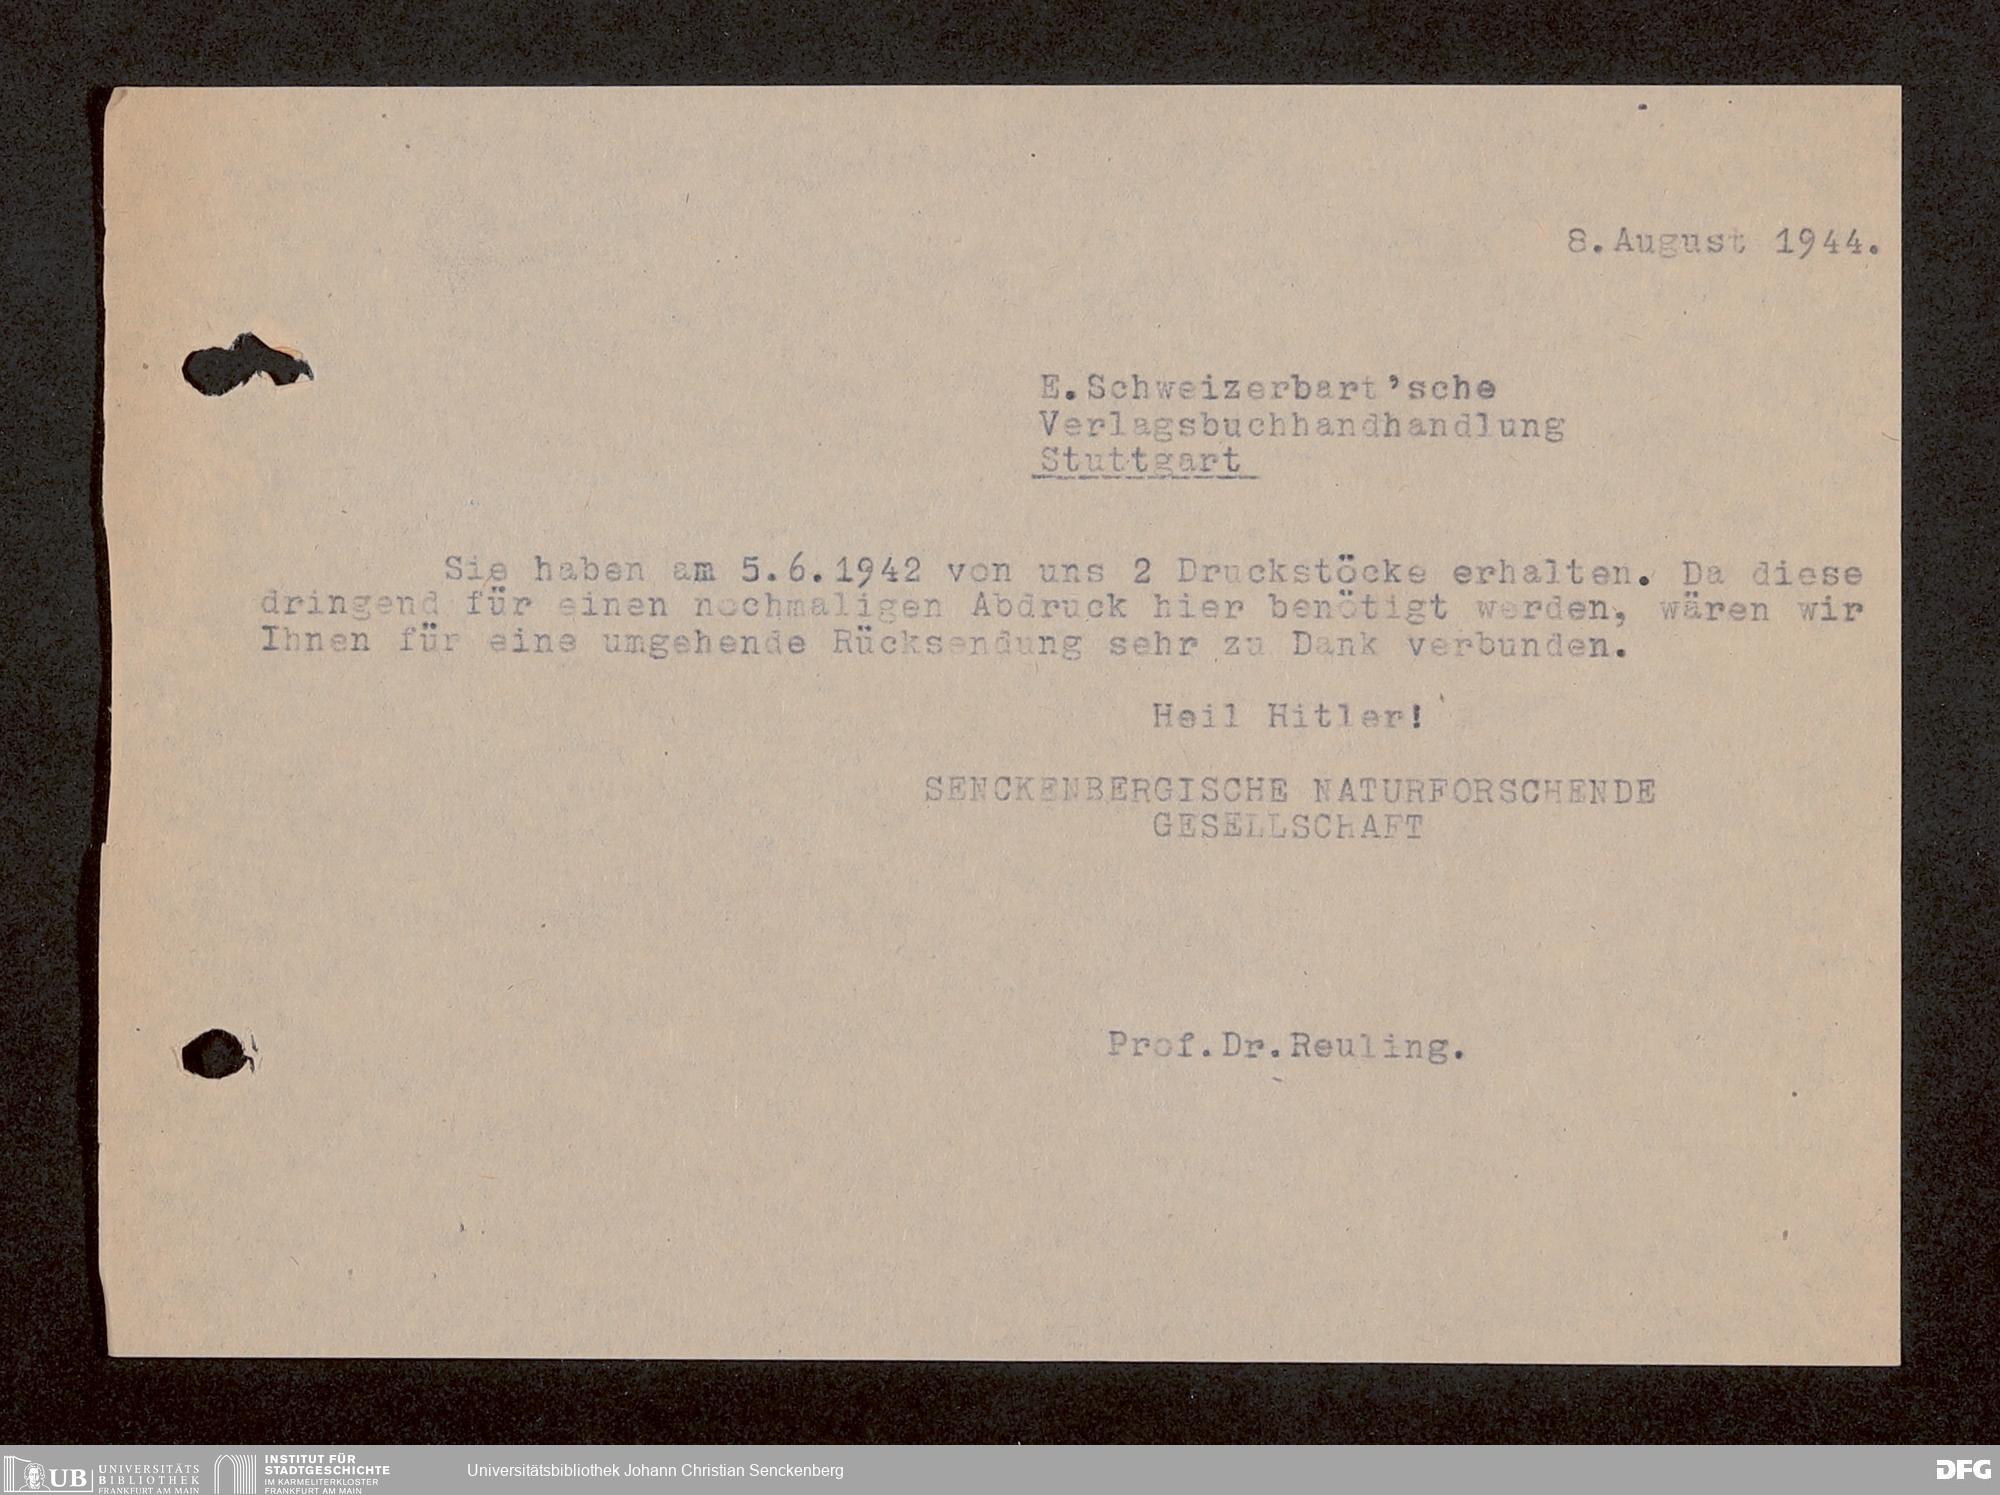 8.August 1944.
E.Schweizerbart'sche
Verlagsbuchhandhandlung
Stuttgart
Sie haben am 5.6.1942 von uns 2 Druckstöcke erhalten. Da diese
dringend für einen nochmaligen Abdruck hier benötigt werden, wären wir
Ihnen für eine umgehende Rücksendung sehr zu Dank verbunden.
Heil Hitler!
SENCKENBERGISCHE NATURFORSCHENDE
GESELLSCHAFT
Prof.Dr.Reuling.
UB UNIVERSITÄTS
BIBLIOTHEK
FRANKFURT AM MAIN
INSTITUT FÜR
STADTGESCHICHTE
IM KARMELITERKLOSTER
FRANKFURT AM MAIN
Universitätsbibliothek Johann Christian Senckenberg
DFG